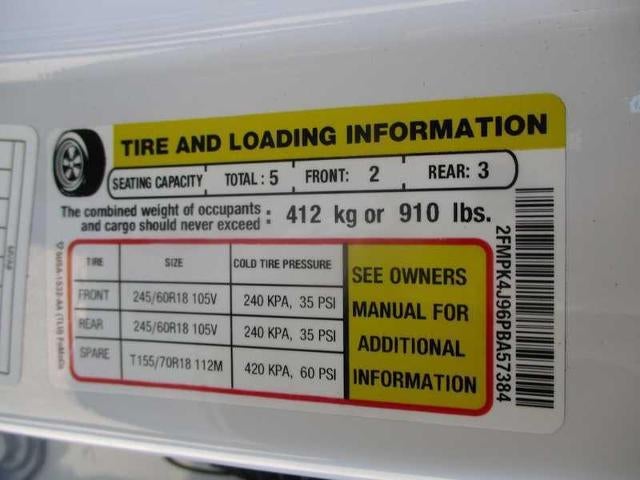 TIRE AND LOADING INFORMATION
SEATING CAPACITY TOTAL : 5 FRONT: 2 REAR: 3
The combined weight of occupants
and cargo should never exceed : 412 kg or 910 lbs.
TIRE SIZE COLD TIRE PRESSURE
FRONT 245/60R18 105V 240 KPA, 35 PSI
REAR 245/60R18 105V 240 KPA, 35 PSI
SPARE T155/70R18 112M 420 KPA, 60 PSI
SEE OWNERS
MANUAL FOR
ADDITIONAL
INFORMATION
2FMPK4J96PBA57384